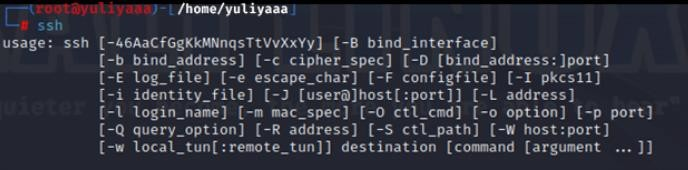 (root@yuliyaaa)-[/home/yuliyaaa]
# ssh
usage: ssh [-46AaCfGgKkMNnqsTtVvXxYy] [-B bind_interface]
[-b bind_address] [-c cipher_spec] [-D [bind_address:]port]
[-E log_file] [-e escape_char] [-F configfile] [-I pkcs11]
[-i identity_file] [-J [user@]host[:port]] [-L address]
[-l login_name] [-m mac_spec] [-O ctl_cmd] [-o option] [-p port]
[-Q query_option] [-R address] [-S ctl_path] [-W host:port]
[-w local_tun[:remote_tun]] destination [command [argument ...]]